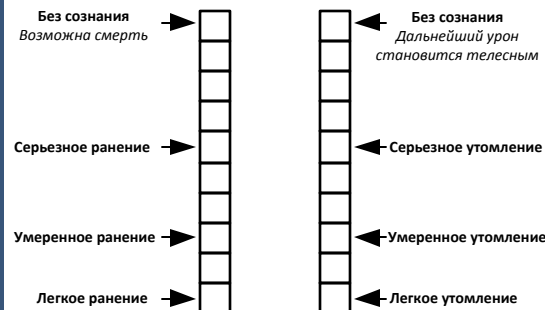 Без сознания
Возможна смерть
Серьезное ранение
Умеренное ранение
Легкое ранение
Без сознания
Дальнейший урон
становится телесным
Серьезное утомление
Умеренное утомление
Легкое утомление